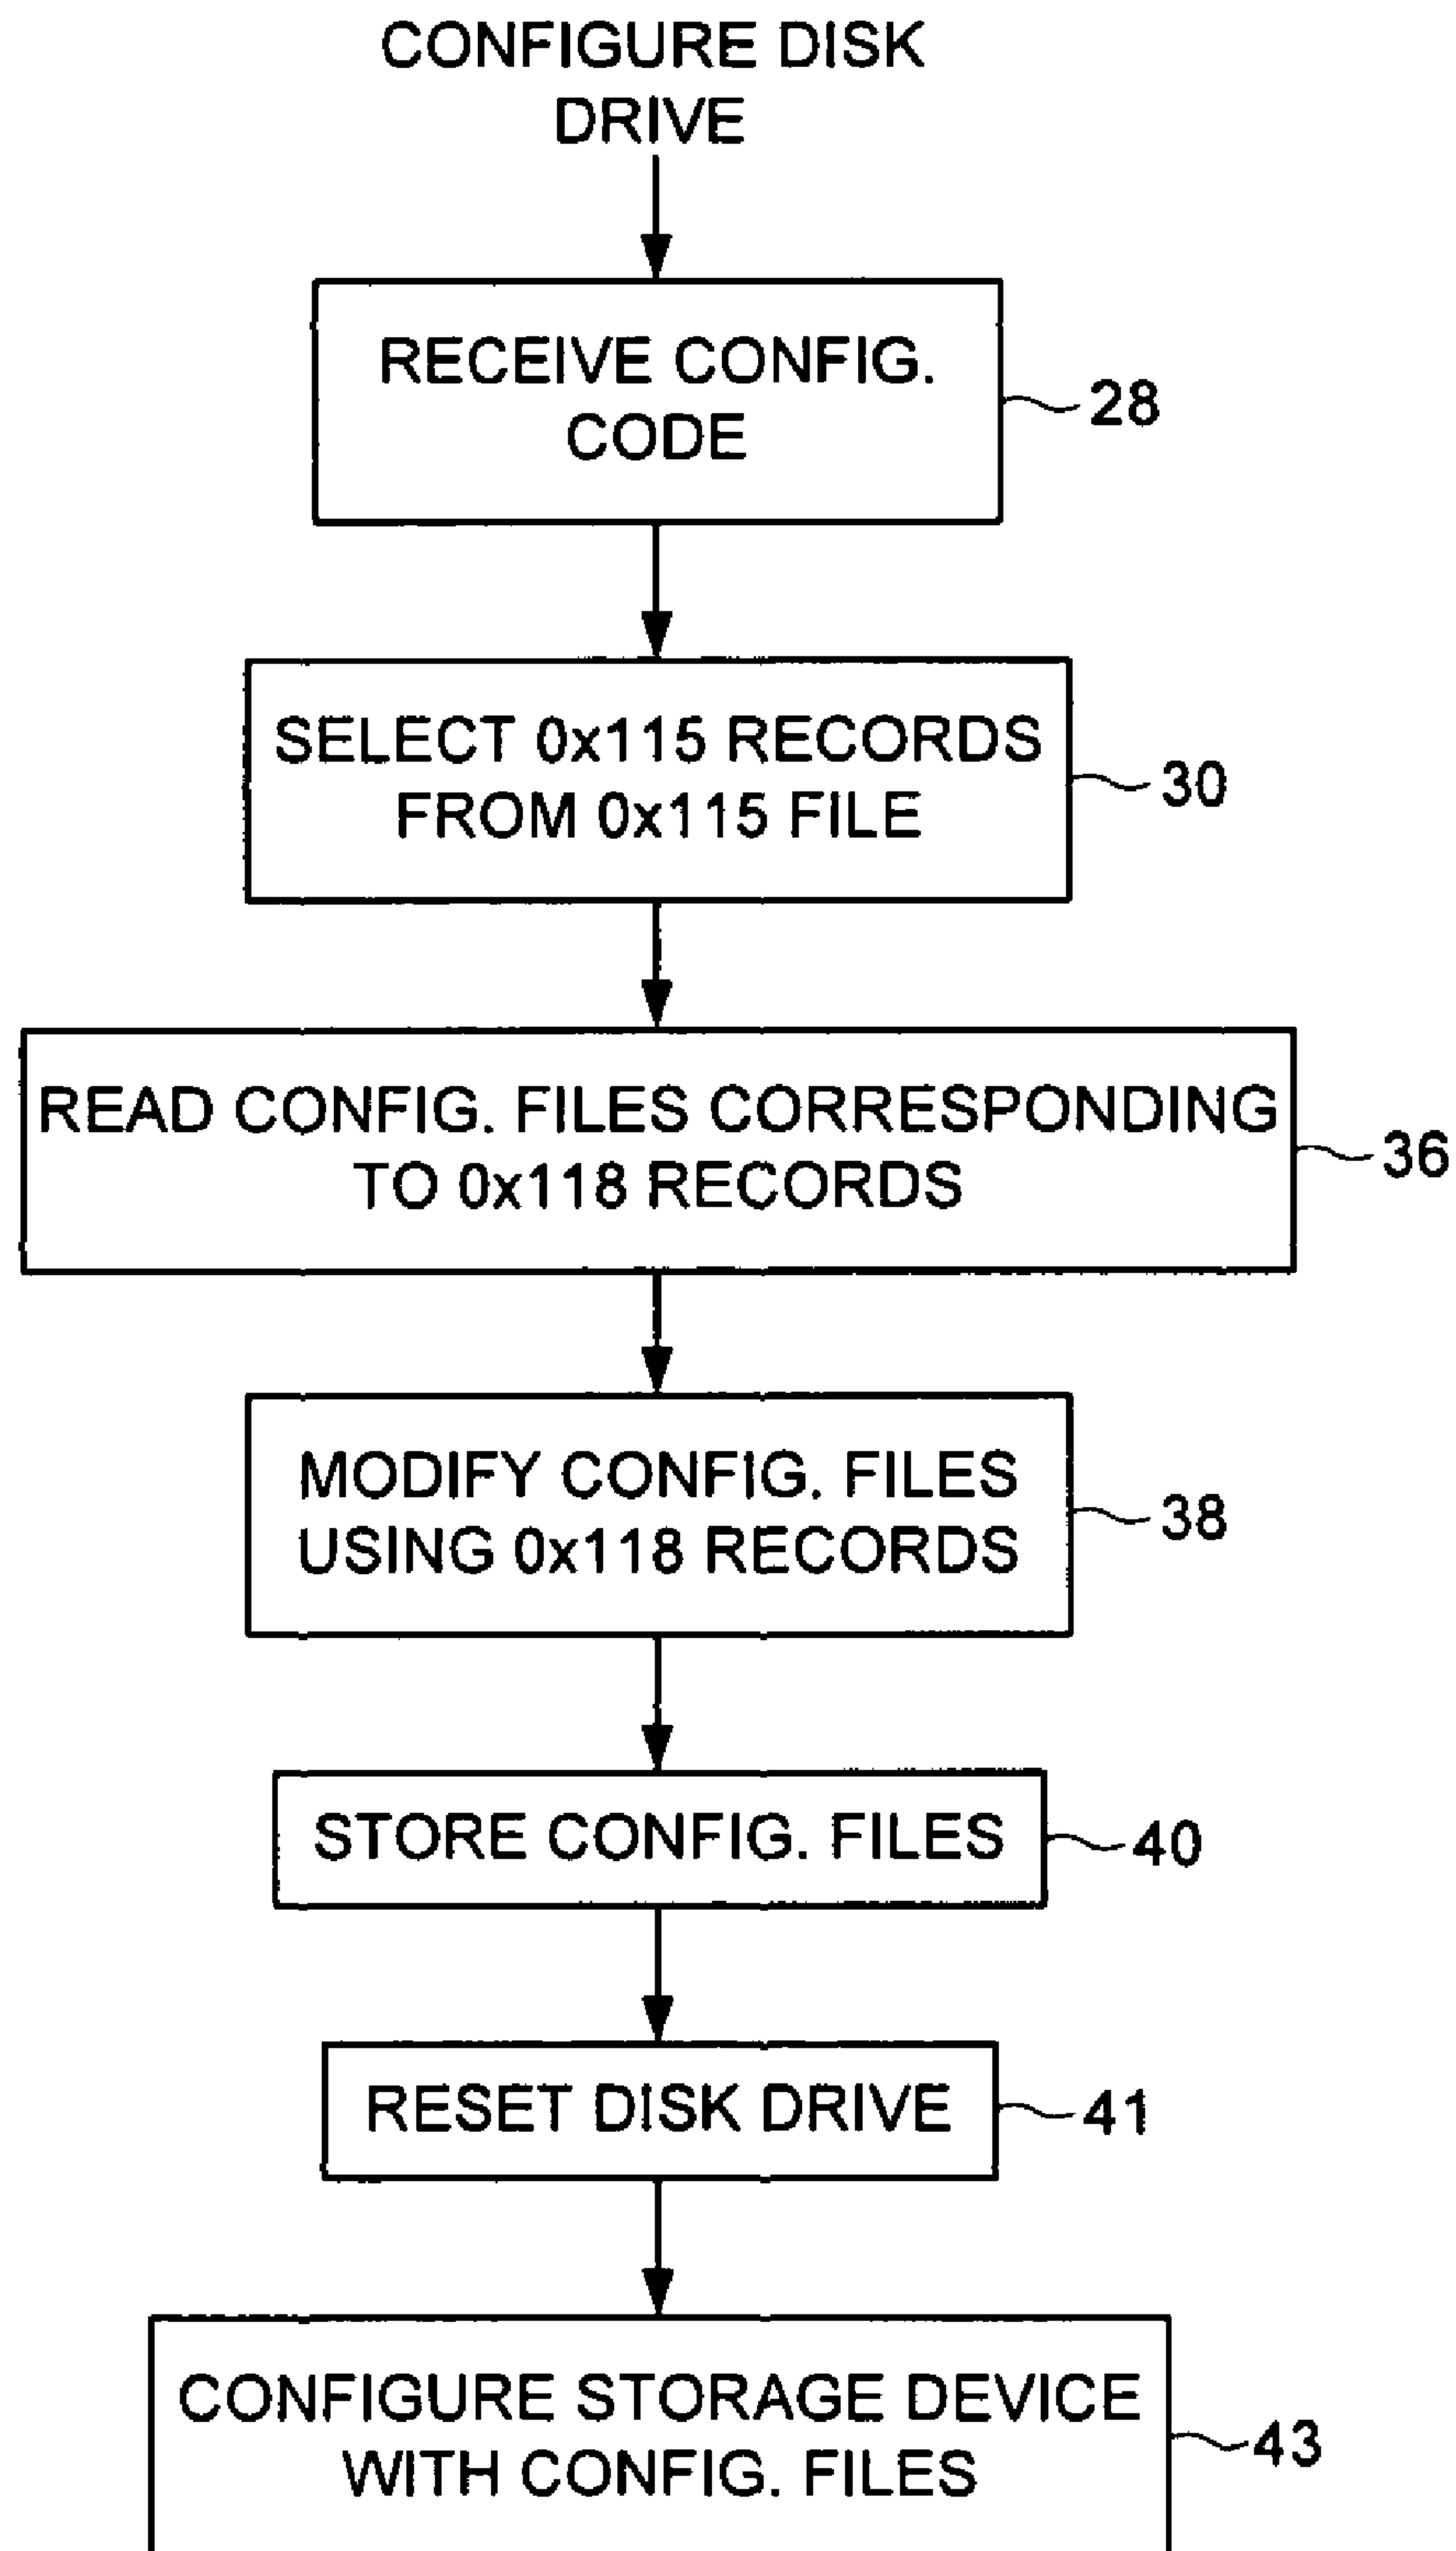 CONFIGURE DISK
DRIVE
RECEIVE CONFIG.
CODE
28
SELECT 0x115 RECORDS
FROM 0x115 FILE
30
READ CONFIG. FILES CORRESPONDING
TO 0x118 RECORDS
36
MODIFY CONFIG. FILES
USING 0x118 RECORDS
38
STORE CONFIG. FILES
40
RESET DISK DRIVE
41
CONFIGURE STORAGE DEVICE
WITH CONFIG. FILES
43